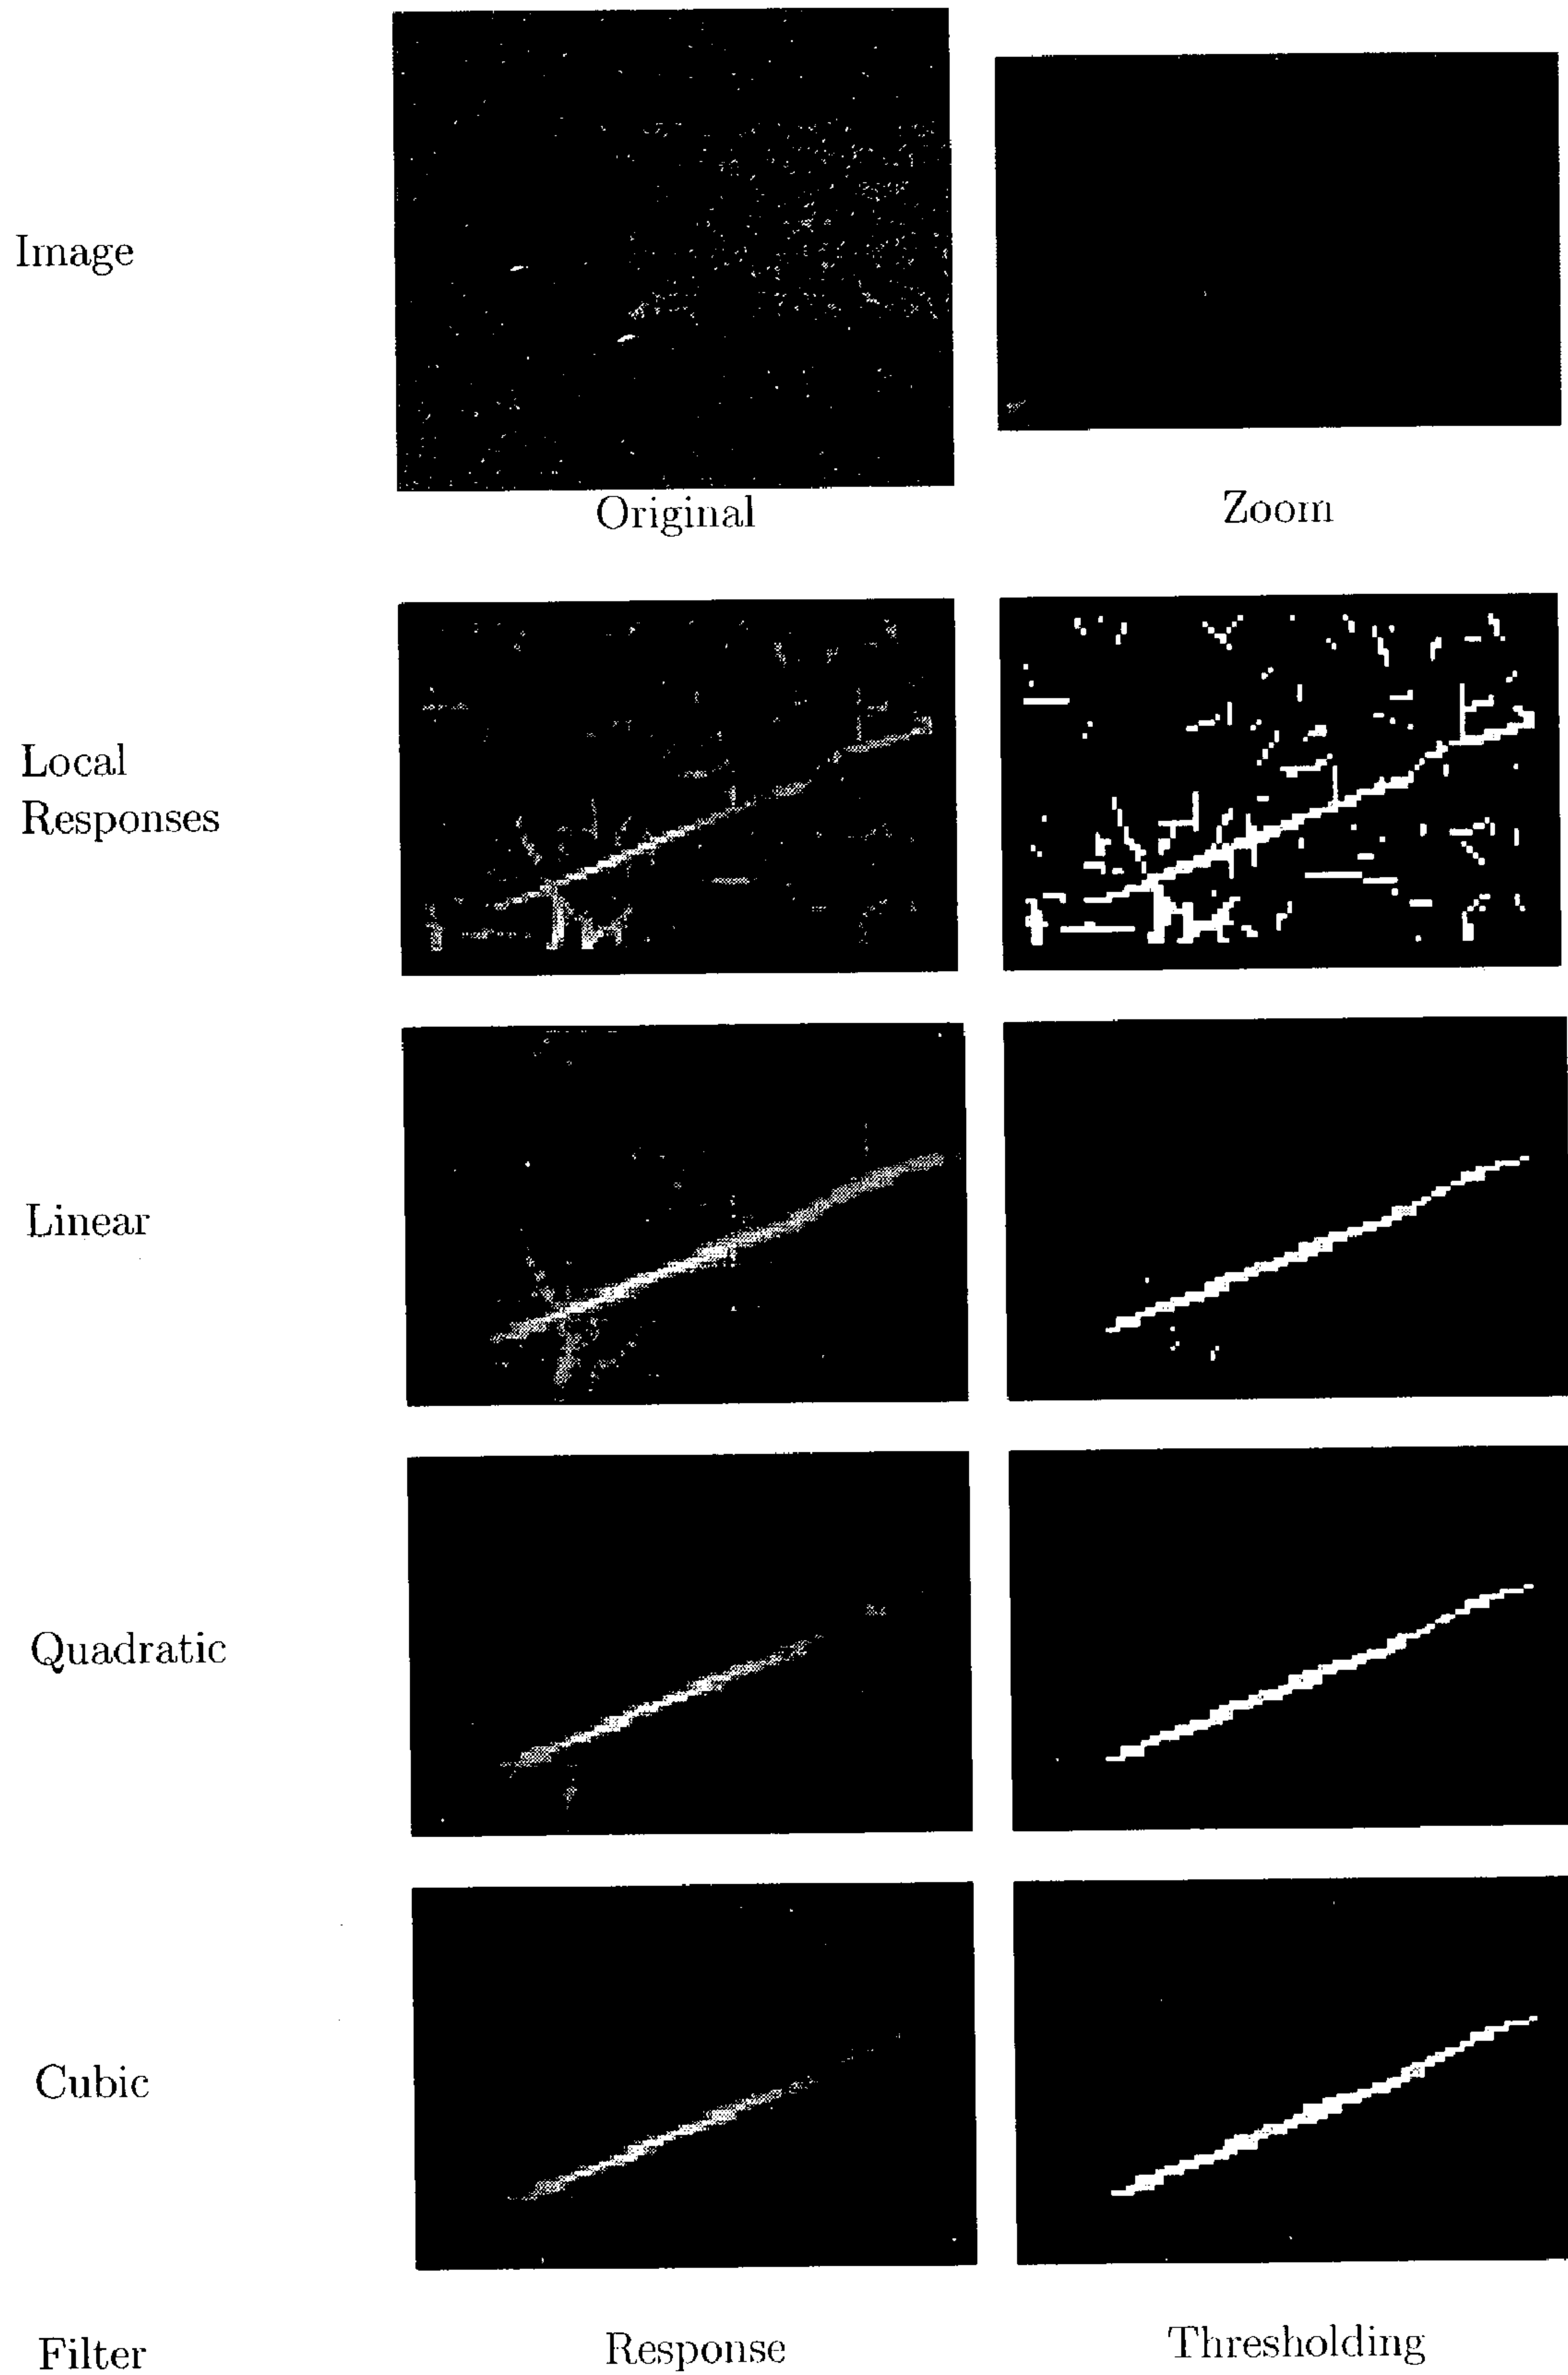 Image
Original
Zoom
Local
Responses
Linear
Quadratic
Cubic
Filter
Response
Thresholding